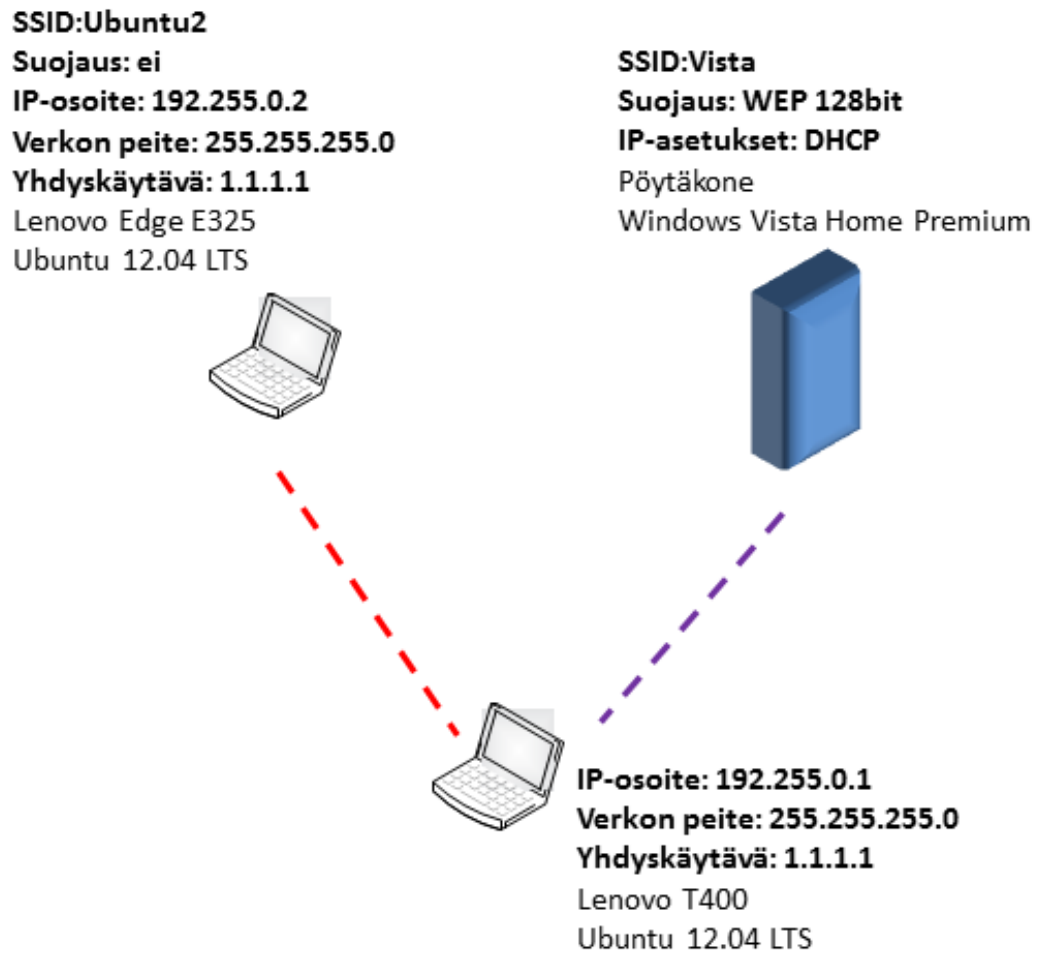 SSID:Ubuntu2
Suojaus: ei
IP-osoite: 192.255.0.2
Verkon peite: 255.255.255.0
Yhdyskäytävä: 1.1.1.1
Lenovo Edge E325
Ubuntu 12.04 LTS
SSID:Vista
Suojaus: WEP 128bit
IP-asetukset: DHCP
Pöytäkone
Windows Vista Home Premium
IP-osoite: 192.255.0.1
Verkon peite: 255.255.255.0
Yhdyskäytävä: 1.1.1.1
Lenovo T400
Ubuntu 12.04 LTS